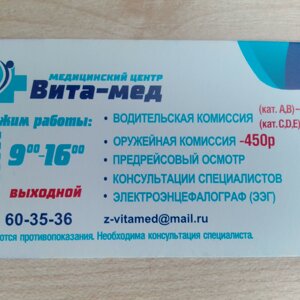 МЕДИЦИНСКИЙ ЦЕНТР
Вита-мед
жим работы:
9⁰⁰-16⁰⁰
ВЫХОДНОЙ
60-35-36
• ВОДИТЕЛЬСКАЯ КОМИССИЯ (кат. А,В)-
(кат.С,D,Е)
• ОРУЖЕЙНАЯ КОМИССИЯ -450р
• ПРЕДРЕЙСОВЫЙ ОСМОТР
• КОНСУЛЬТАЦИИ СПЕЦИАЛИСТОВ
• ЭЛЕКТРОЭНЦЕФАЛОГРАФ (ЭЭГ)
z-vitamed@mail.ru
ются противопоказания. Необходима консультация специалиста.